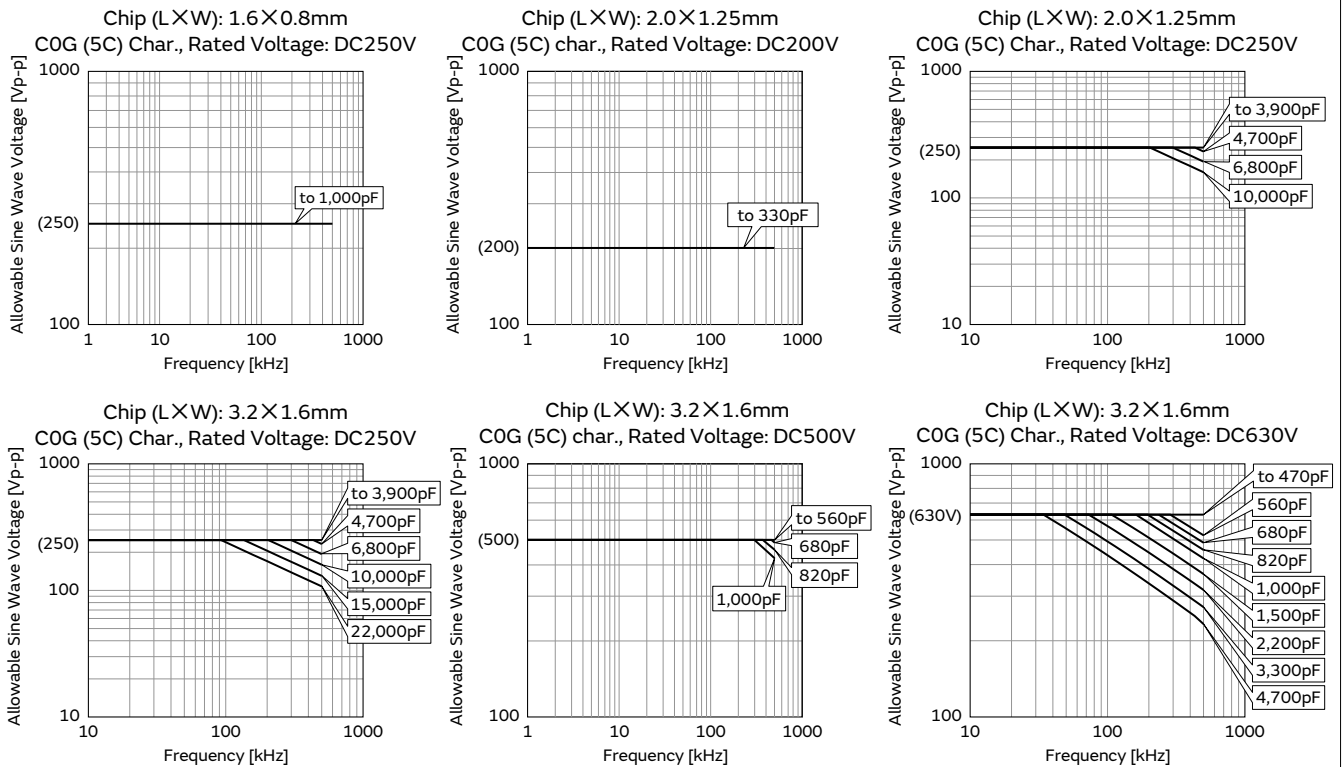 Chip (L×W): 1.6×0.8mm
C0G (5C) Char., Rated Voltage: DC250V
Allowable Sine Wave Voltage [Vp-p]
1000
(250)
100
to 1,000pF
1
10
100
1000
Frequency [kHz]
Chip (L×W): 2.0×1.25mm
C0G (5C) char., Rated Voltage: DC200V
Allowable Sine Wave Voltage [Vp-p]
1000
(200)
100
to 330pF
1
10
100
1000
Frequency [kHz]
Chip (L×W): 2.0×1.25mm
C0G (5C) Char., Rated Voltage: DC250V
Allowable Sine Wave Voltage [Vp-p]
1000
(250)
100
10
to 3,900pF
4,700pF
6,800pF
10,000pF
10
100
1000
Frequency [kHz]
Chip (L×W): 3.2×1.6mm
C0G (5C) Char., Rated Voltage: DC250V
Allowable Sine Wave Voltage [Vp-p]
1000
(250)
100
10
to 3,900pF
4,700pF
6,800pF
10,000pF
15,000pF
22,000pF
10
100
1000
Frequency [kHz]
Chip (L×W): 3.2×1.6mm
C0G (5C) char., Rated Voltage: DC500V
Allowable Sine Wave Voltage [Vp-p]
1000
(500)
100
to 560pF
680pF
820pF
1,000pF
1
10
100
1000
Frequency [kHz]
Chip (L×W): 3.2×1.6mm
C0G (5C) Char., Rated Voltage: DC630V
Allowable Sine Wave Voltage [Vp-p]
1000
(630V)
100
to 470pF
560pF
680pF
820pF
1,000pF
1,500pF
2,200pF
3,300pF
4,700pF
10
100
1000
Frequency [kHz]